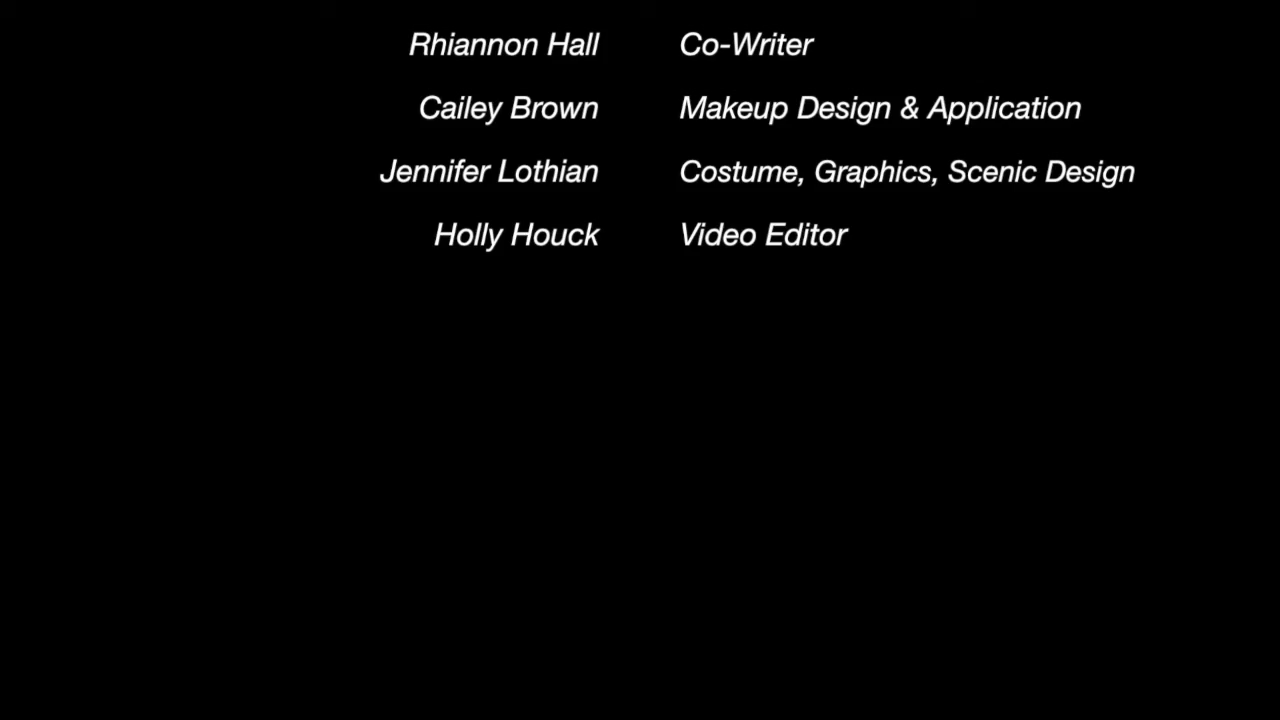 Rhiannon Hall Co-Writer
Cailey Brown Makeup Design & Application
Jennifer Lothian Costume, Graphics, Scenic Design
Holly Houck Video Editor